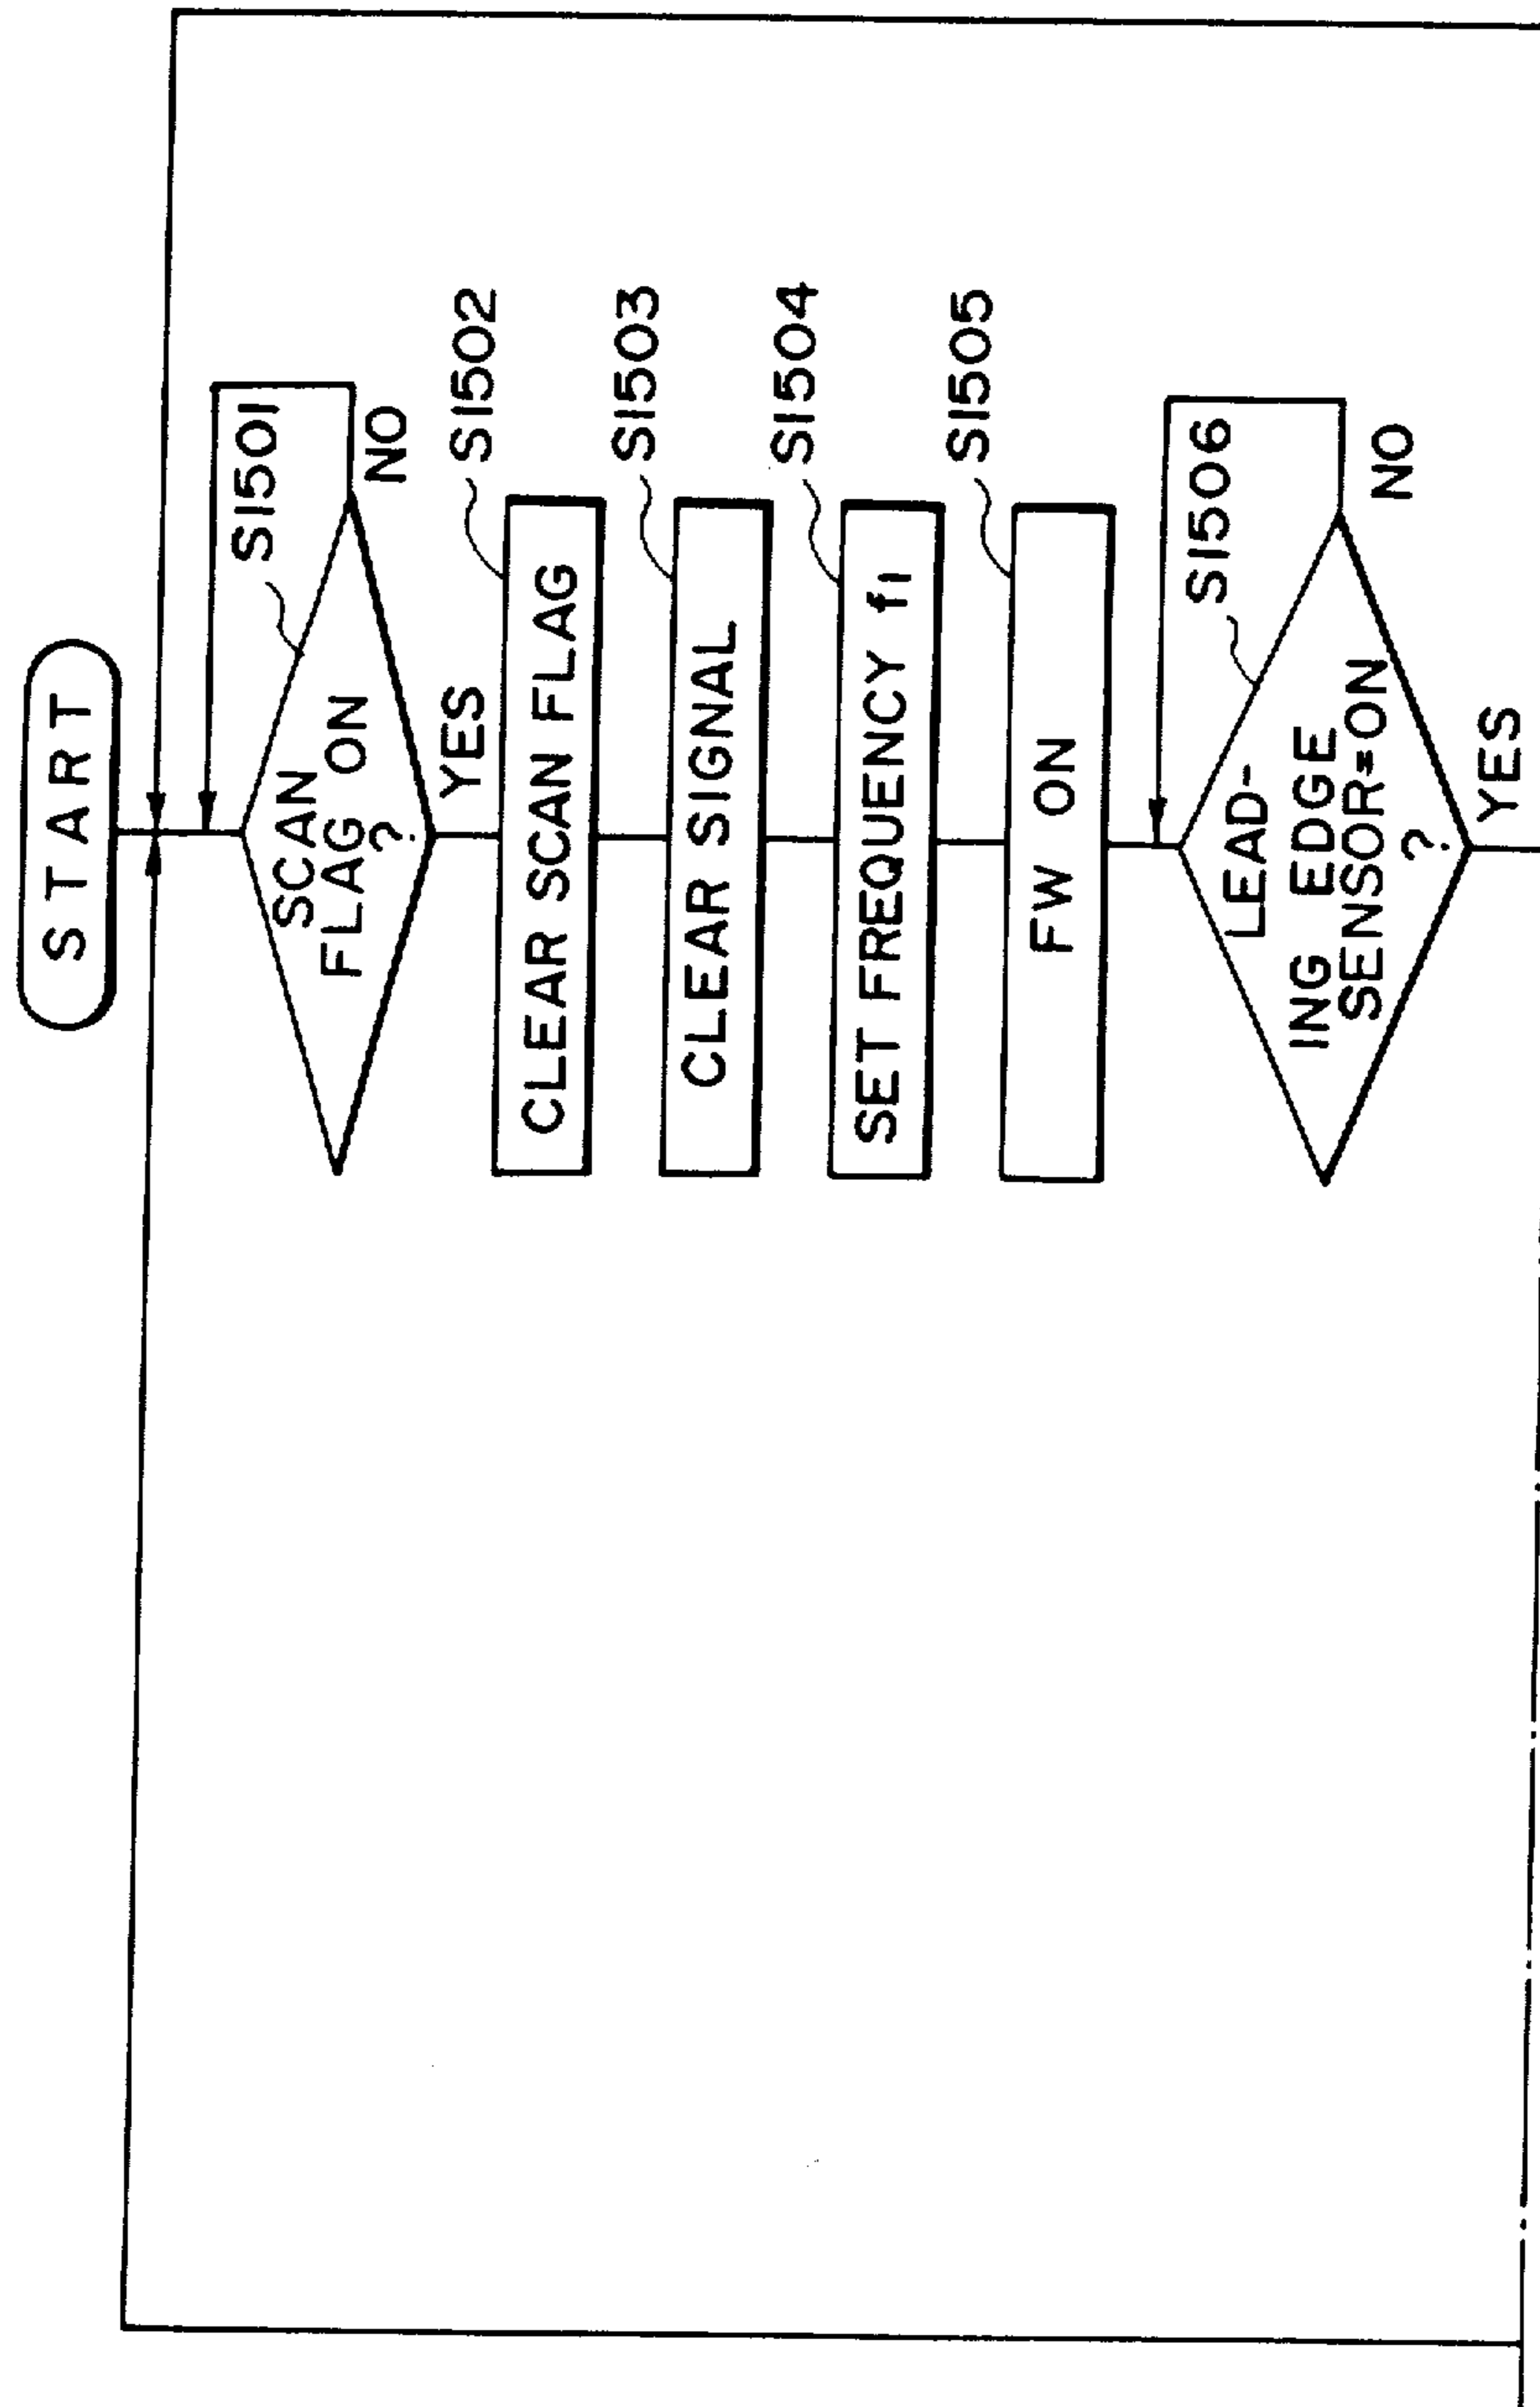 START
S1501
SCAN
FLAG ON
?
NO
YES
S1502
CLEAR SCAN FLAG
S1503
CLEAR SIGNAL
S1504
SET FREQUENCY f1
S1505
FW ON
S1506
LEAD-
ING EDGE
SENSOR=ON
?
NO
YES